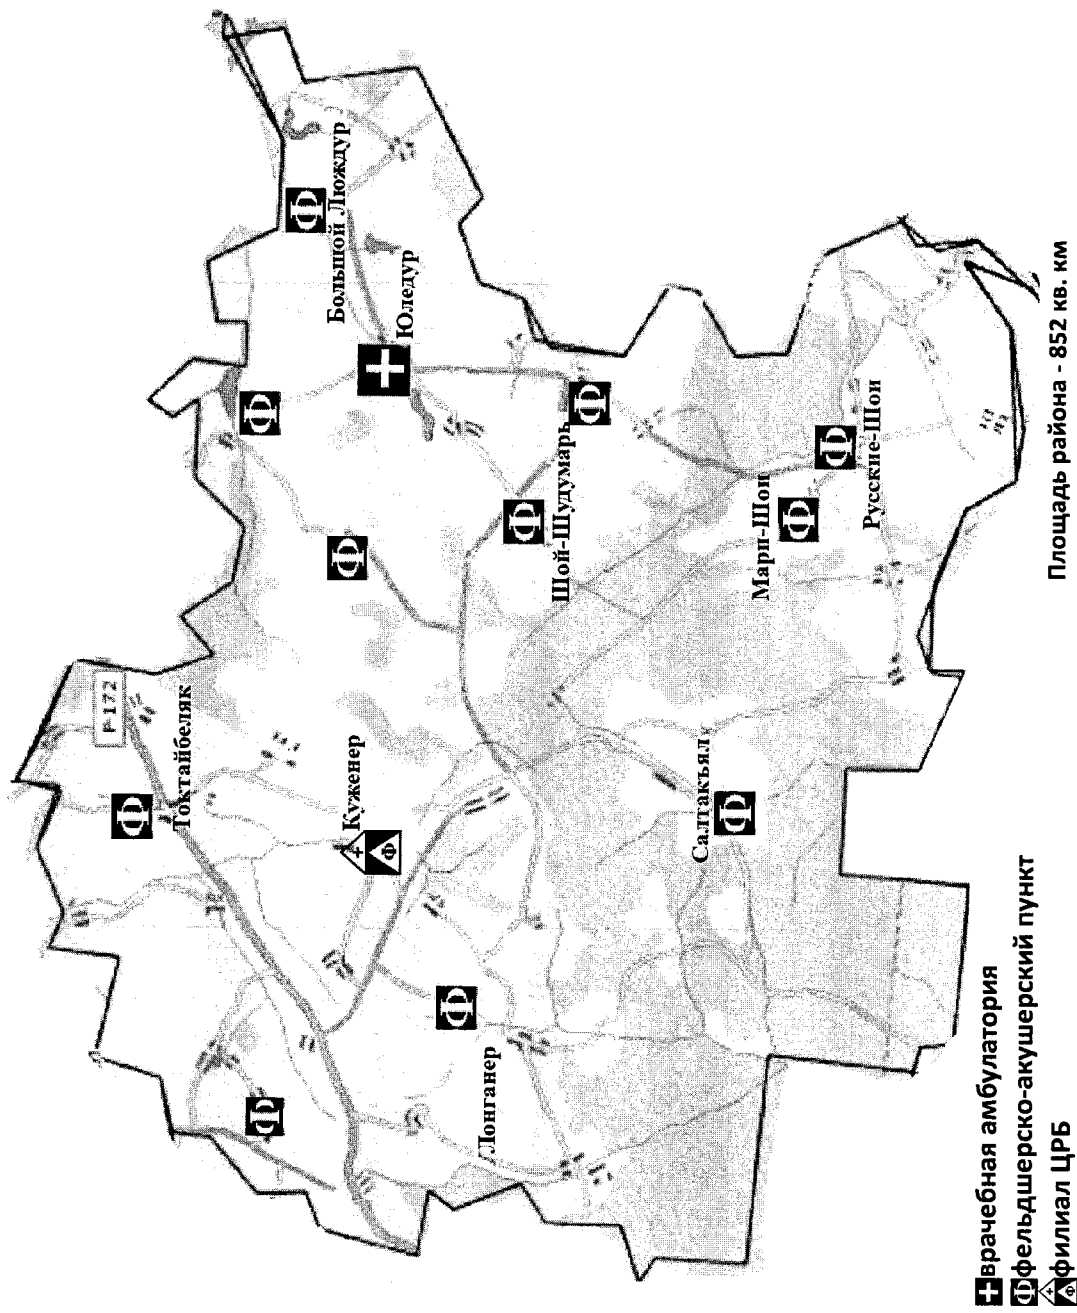 Большой Люждур
Юледур
Р-172
Токтайбеляк
Куженер
Шой-Шудумарь
Мари-Шои
Русские-Шои
Салтакъял
Лонганер
врачебная амбулатория
фельдшерско-акушерский пункт
филиал ЦРБ
Площадь района - 852 кв. км